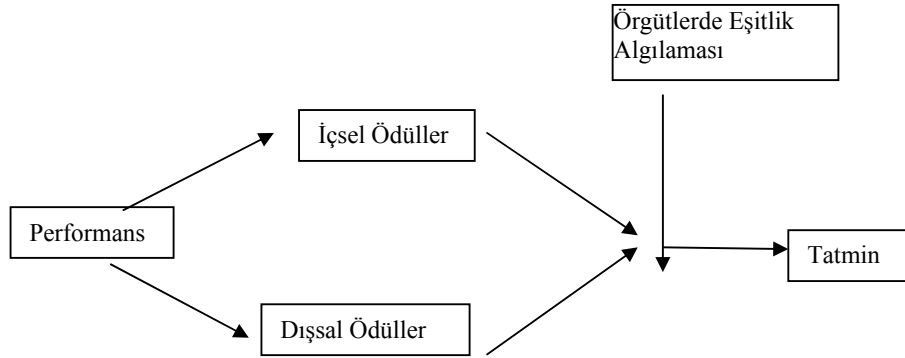 Örgütlerde Eşitlik
Algılaması
İçsel Ödüller
Performans
Tatmin
Dışsal Ödüller